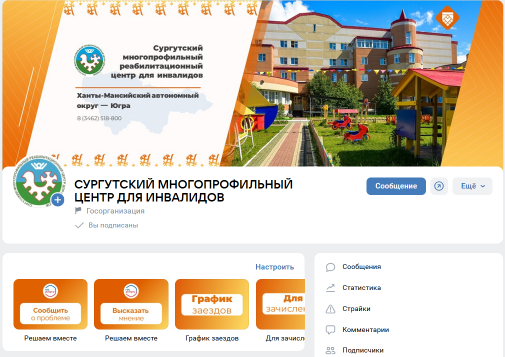 Сургутский
многопрофильный
реабилитационный
центр для инвалидов
Ханты-Мансийский автономный
округ — Югра
8 (3462) 518-800
СУРГУТСКИЙ МНОГОПРОФИЛЬНЫЙ
ЦЕНТР ДЛЯ ИНВАЛИДОВ
Госорганизация
Вы подписаны
Сообщение
Ещё
Настроить
Сообщить
о проблеме
Высказать
мнение
График
заездов
Для
зачислен
Решаем вместе
Решаем вместе
График заездов
Для зачисле
Сообщения
Статистика
Страйки
Комментарии
Подписчики